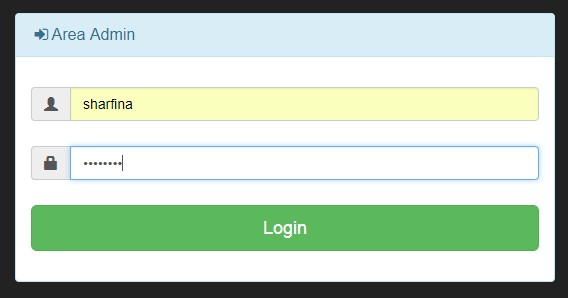 Area Admin
sharfina
••••••••
Login